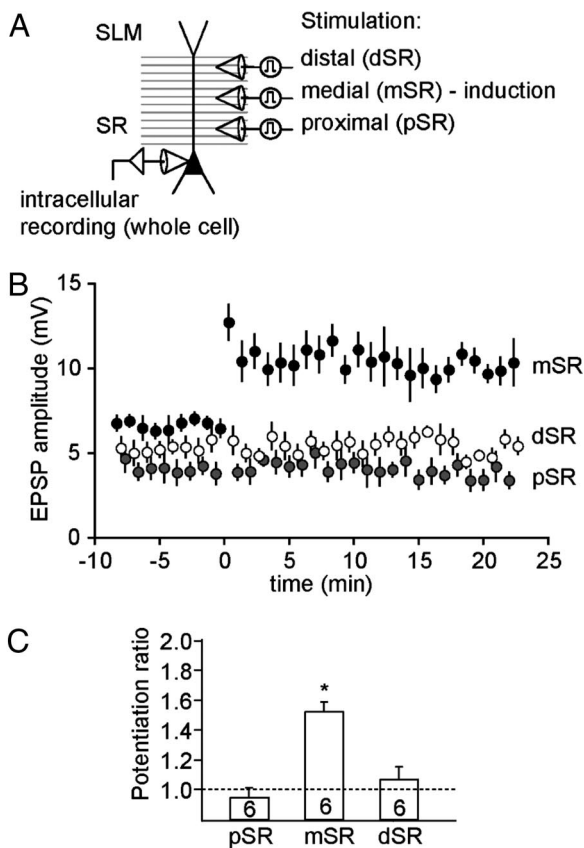 A
SLM
SR
Stimulation:
distal (dSR)
medial (mSR) - induction
proximal (pSR)
intracellular
recording (whole cell)
B
EPSP amplitude (mV)
15
10
5
0
mSR
dSR
pSR
-10 -5 0 5 10 15 20 25
time (min)
C
Potentiation ratio
2.0
1.8
1.6
1.4
1.2
1.0
*
6 6 6
pSR mSR dSR